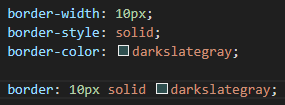 border-width: 10px;
border-style: solid;
border-color: darkslategray;
border: 10px solid darkslategray;